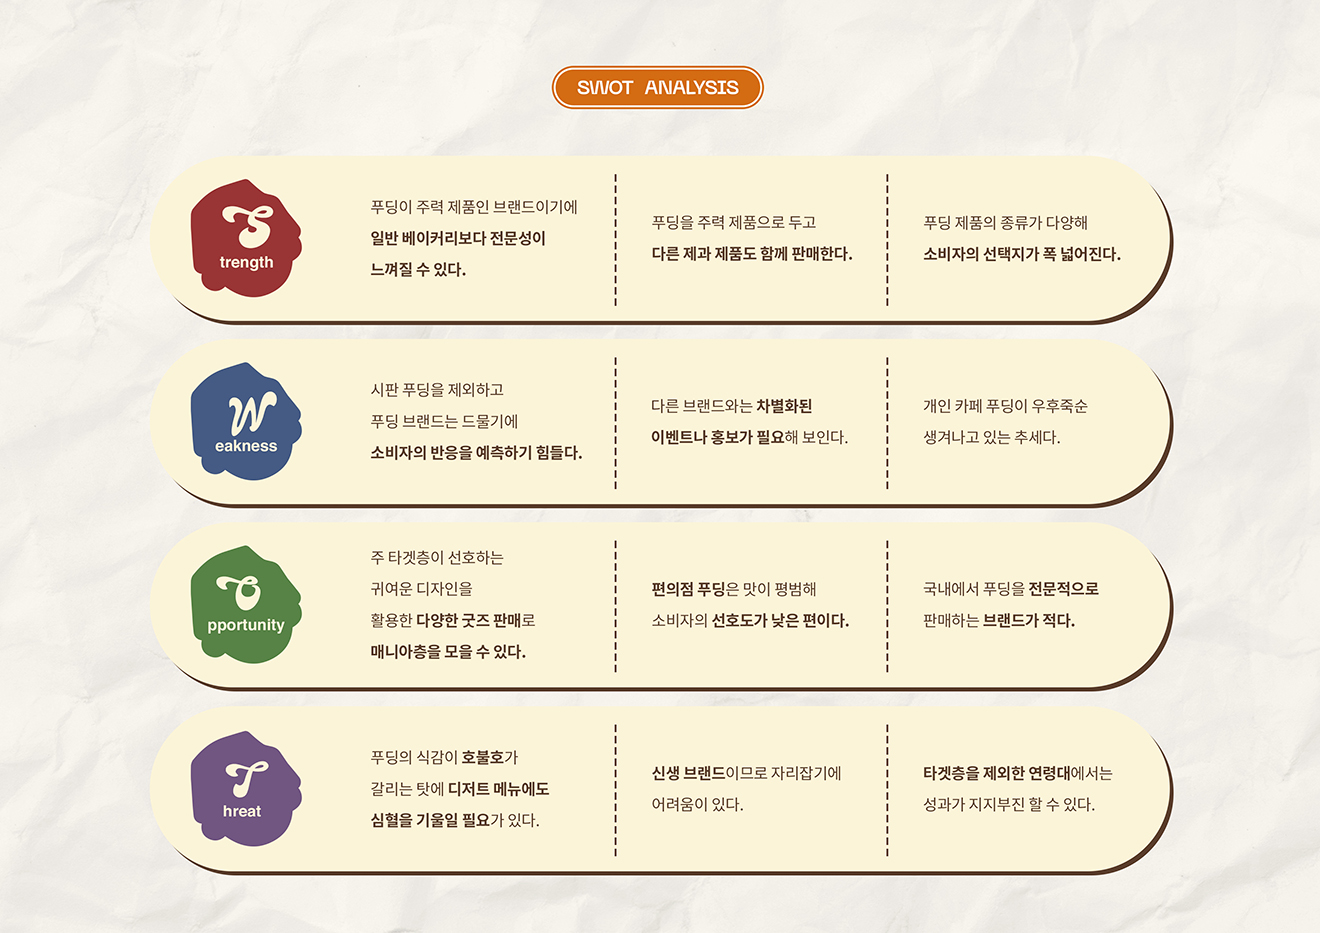 SWOT ANALYSIS
Strength
푸딩이 주력 제품인 브랜드이기에
일반 베이커리보다 전문성이
느껴질 수 있다.
푸딩을 주력 제품으로 두고
다른 제과 제품도 함께 판매한다.
푸딩 제품의 종류가 다양해
소비자의 선택지가 폭 넓어진다.
Weakness
시판 푸딩을 제외하고
푸딩 브랜드는 드물기에
소비자의 반응을 예측하기 힘들다.
다른 브랜드와는 차별화된
이벤트나 홍보가 필요해 보인다.
개인 카페 푸딩이 우후죽순
생겨나고 있는 추세다.
Opportunity
주 타겟층이 선호하는
귀여운 디자인을
활용한 다양한 굿즈 판매로
매니아층을 모을 수 있다.
편의점 푸딩은 맛이 평범해
소비자의 선호도가 낮은 편이다.
국내에서 푸딩을 전문적으로
판매하는 브랜드가 적다.
Threat
푸딩의 식감이 호불호가
갈리는 탓에 디저트 메뉴에도
심혈을 기울일 필요가 있다.
신생 브랜드이므로 자리잡기에
어려움이 있다.
타겟층을 제외한 연령대에서는
성과가 지지부진 할 수 있다.